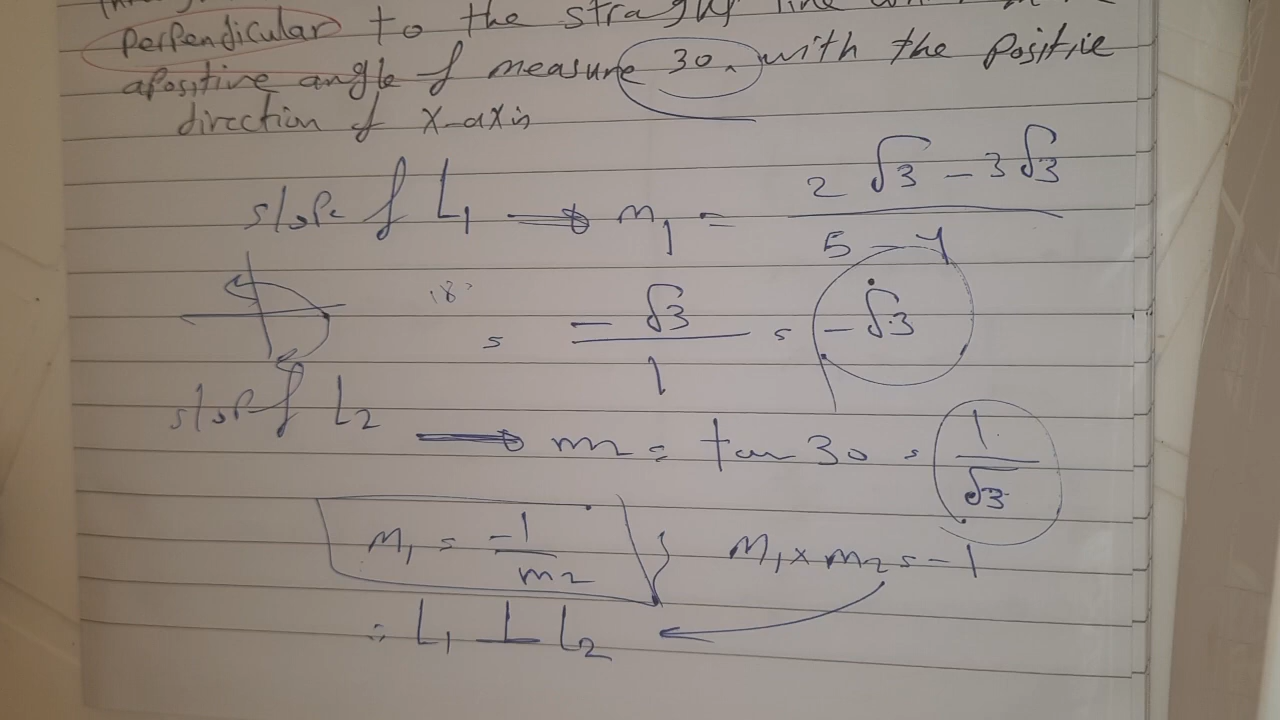 Perpendicular to the straight line
a Positive angle of measure 30. with the Positive
direction of X-axis
slope of L₁ → m₁ = (2√3 - 3√3) / (5 - 4)
= -√3 / 1 = -√3
slope of L₂ → m₂ = tan 30 = 1/√3
M₁ = -1/m₂ } M₁ × m₂ = -1
∴ L₁ ⊥ L₂